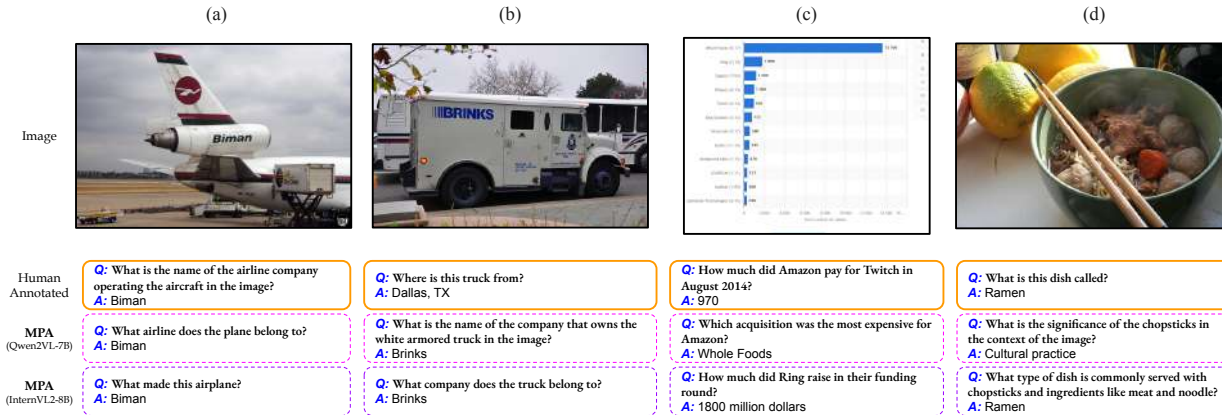 (a) (b) (c) (d)
Image
Biman
BRINKS
Human
Annotated
Q: What is the name of the airline company
operating the aircraft in the image?
A: Biman
Q: Where is this truck from?
A: Dallas, TX
Q: How much did Amazon pay for Twitch in
August 2014?
A: 970
Q: What is this dish called?
A: Ramen
MPA
(Qwen2VL-7B)
Q: What airline does the plane belong to?
A: Biman
Q: What is the name of the company that owns the
white armored truck in the image?
A: Brinks
Q: Which acquisition was the most expensive for
Amazon?
A: Whole Foods
Q: What is the significance of the chopsticks in
the context of the image?
A: Cultural practice
MPA
(InternVL2-8B)
Q: What made this airplane?
A: Biman
Q: What company does the truck belong to?
A: Brinks
Q: How much did Ring raise in their funding
round?
A: 1800 million dollars
Q: What type of dish is commonly served with
chopsticks and ingredients like meat and noodle?
A: Ramen